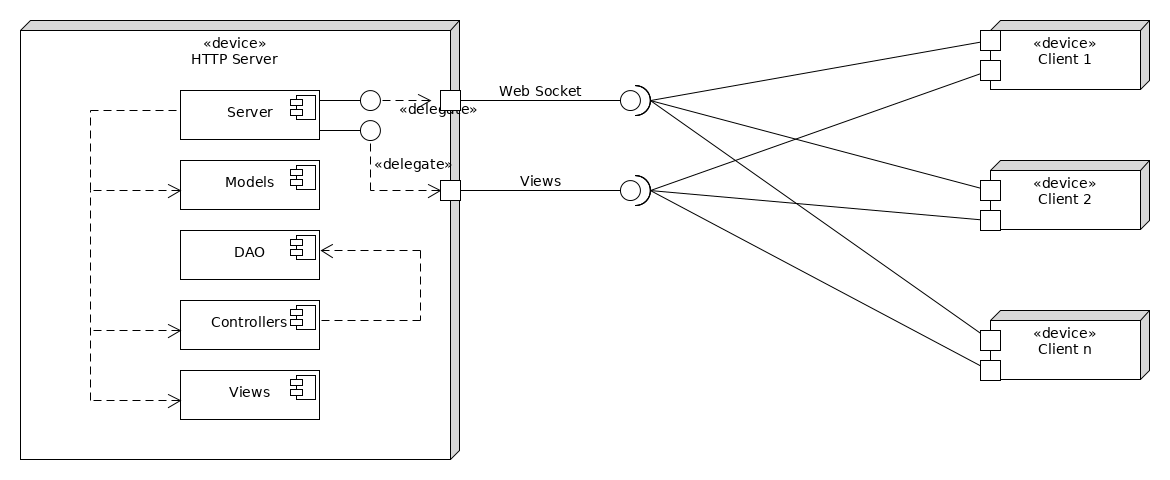 «device»
HTTP Server
Server
«delegate»
«delegate»
Models
DAO
Controllers
Views
Web Socket
Views
«device»
Client 1
«device»
Client 2
«device»
Client n